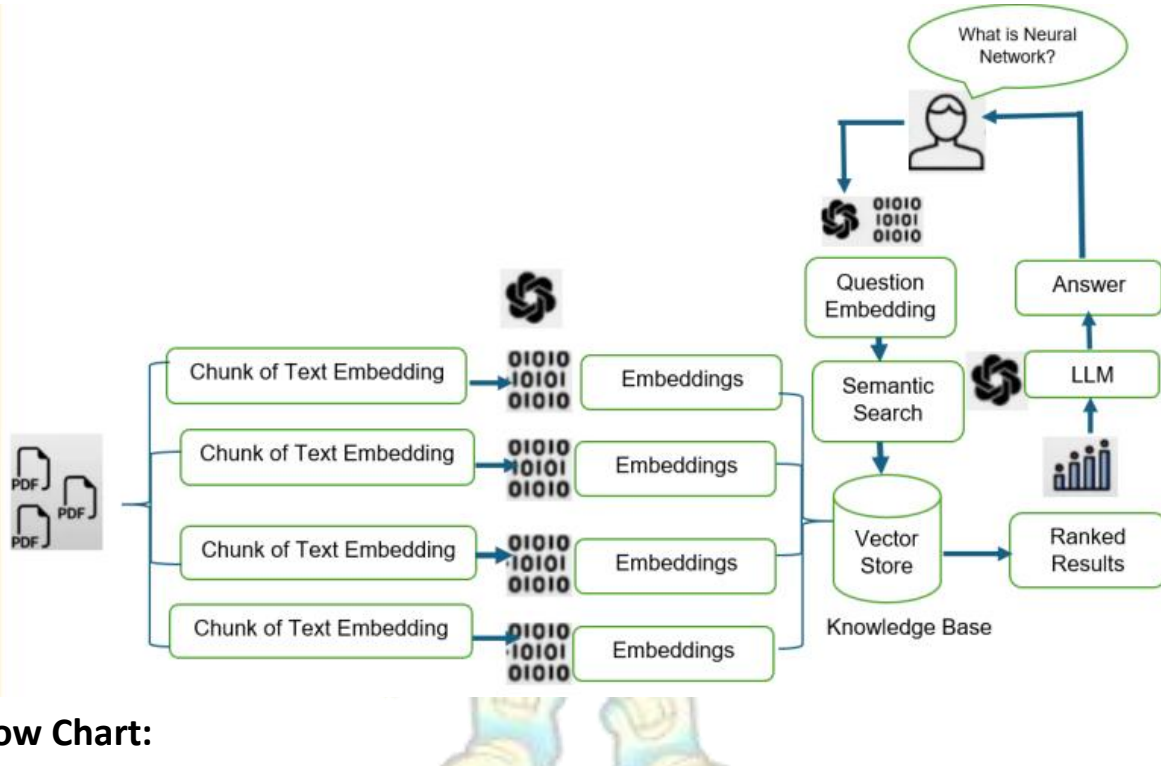 What is Neural
Network?
01010
10101
01010
Question
Embedding
Answer
01010
10101
01010
Chunk of Text Embedding
Embeddings
Semantic
Search
LLM
PDF
PDF
PDF
Chunk of Text Embedding
01010
10101
01010
Embeddings
Vector
Store
Ranked
Results
Chunk of Text Embedding
01010
10101
01010
Embeddings
Knowledge Base
Chunk of Text Embedding
01010
10101
01010
Embeddings
ow Chart: